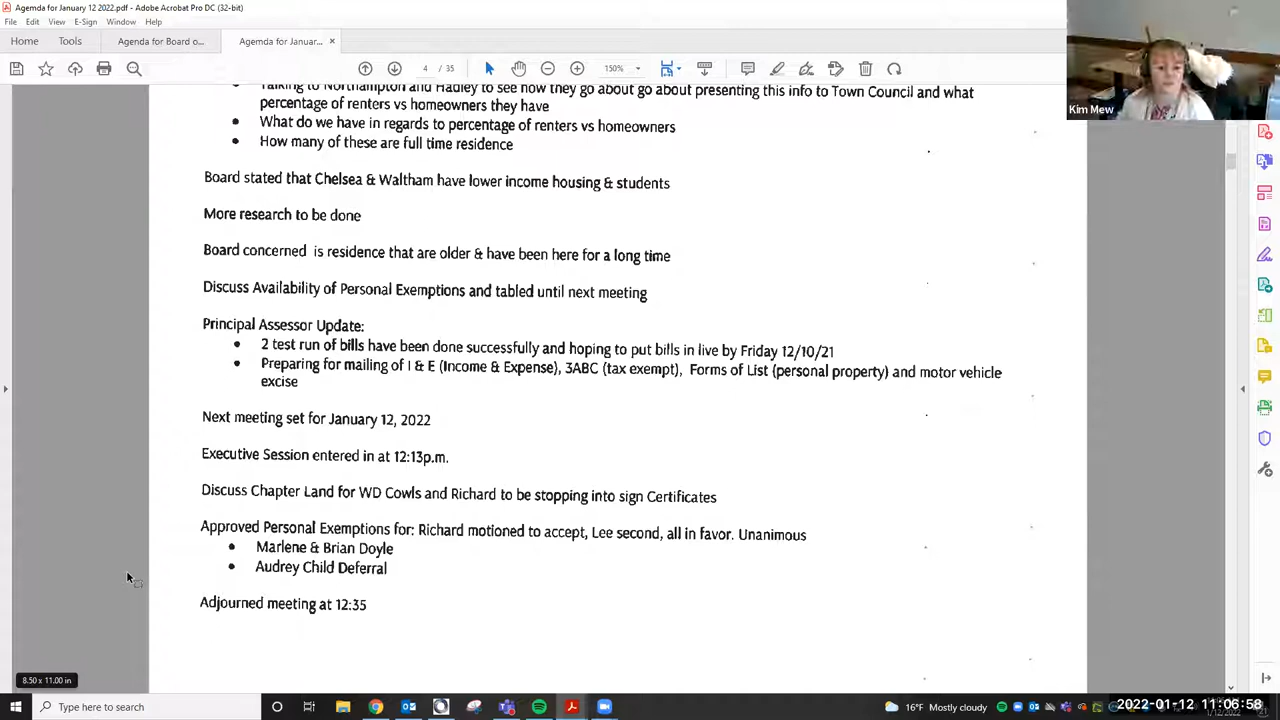 Agemda for January 12 2022.pdf - Adobe Acrobat Pro DC (32-bit)
File Edit View E-Sign Window Help
Home Tools Agenda for Board o... Agemda for Januar... ×
4 / 35 150%
Talking to Northampton and Hadley to see how they go about go about presenting this info to Town Council and what
percentage of renters vs homeowners they have
What do we have in regards to percentage of renters vs homeowners
How many of these are full time residence
Board stated that Chelsea & Waltham have lower income housing & students
More research to be done
Board concerned is residence that are older & have been here for a long time
Discuss Availability of Personal Exemptions and tabled until next meeting
Principal Assessor Update:
2 test run of bills have been done successfully and hoping to put bills in live by Friday 12/10/21
Preparing for mailing of I & E (Income & Expense), 3ABC (tax exempt), Forms of List (personal property) and motor vehicle
excise
Next meeting set for January 12, 2022
Executive Session entered in at 12:13p.m.
Discuss Chapter Land for WD Cowls and Richard to be stopping into sign Certificates
Approved Personal Exemptions for: Richard motioned to accept, Lee second, all in favor. Unanimous
Marlene & Brian Doyle
Audrey Child Deferral
Adjourned meeting at 12:35
8.50 x 11.00 in
Kim Mew
Type here to search
16°F Mostly cloudy
2022-01-12 11:06:58